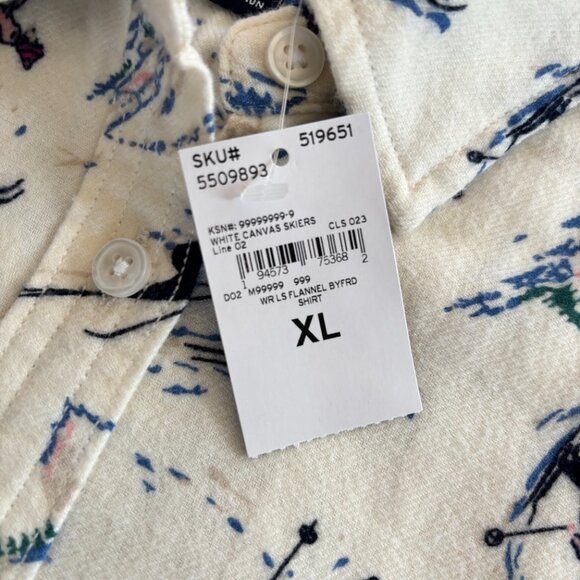 SKU# 519651
5509893
KSN#: 99999999-9
WHITE CANVAS SKIERS
Line 02 CLS 023
1 94573 75368 2
D02 M99999 999
WR LS FLANNEL BYFRD
SHIRT
XL